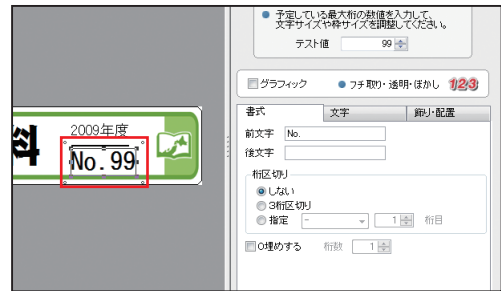 ● 予定している最大桁の数値を入力して、
文字サイズや枠サイズを調整してください。
テスト値 99
グラフィック ● フチ取り・透明・ぼかし 123
書式 文字 飾り・配置
前文字 No.
後文字
桁区切り
しない
3桁区切り
指定 - 1 桁目
0埋めする 桁数 1
2009年度
科
No.99